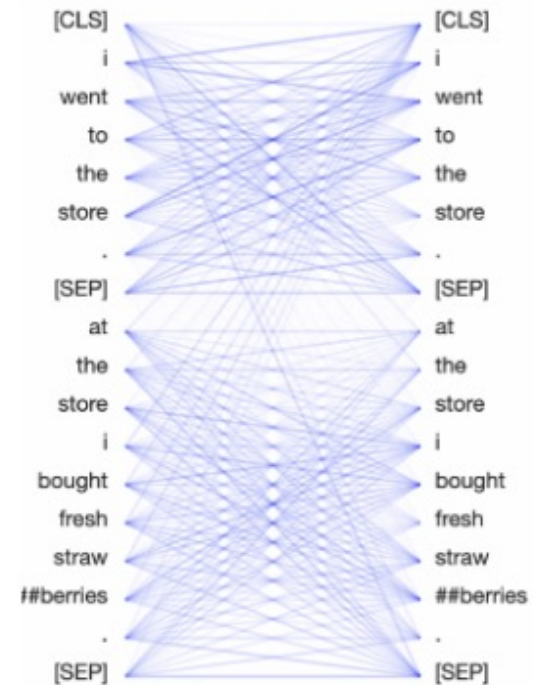 [CLS] [CLS]
i i
went went
to to
the the
store store
. .
[SEP] [SEP]
at at
the the
store store
i i
bought bought
fresh fresh
straw straw
##berries ##berries
. .
[SEP] [SEP]